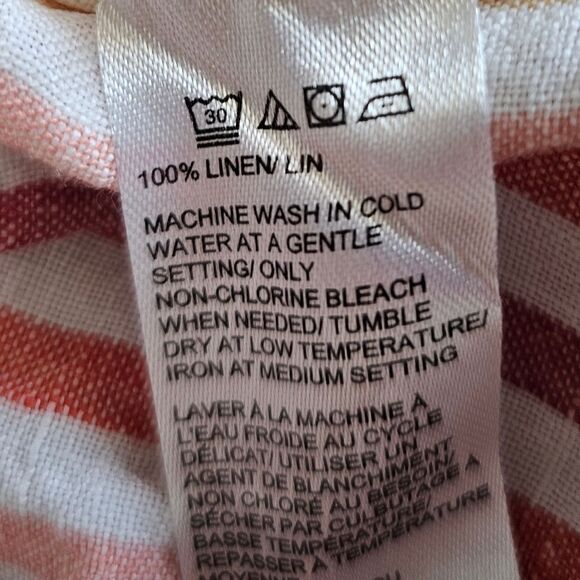 30
100% LINEN/ LIN
MACHINE WASH IN COLD
WATER AT A GENTLE
SETTING/ ONLY
NON-CHLORINE BLEACH
WHEN NEEDED/ TUMBLE
DRY AT LOW TEMPERATURE/
IRON AT MEDIUM SETTING
LAVER À LA MACHINE À
L'EAU FROIDE AU CYCLE
DÉLICAT/ UTILISER UN
AGENT DE BLANCHIMENT
NON CHLORÉ AU BESOIN/
SÉCHER PAR CULBUTAGE À
BASSE TEMPÉRATURE/
REPASSER À TEMPÉRATURE